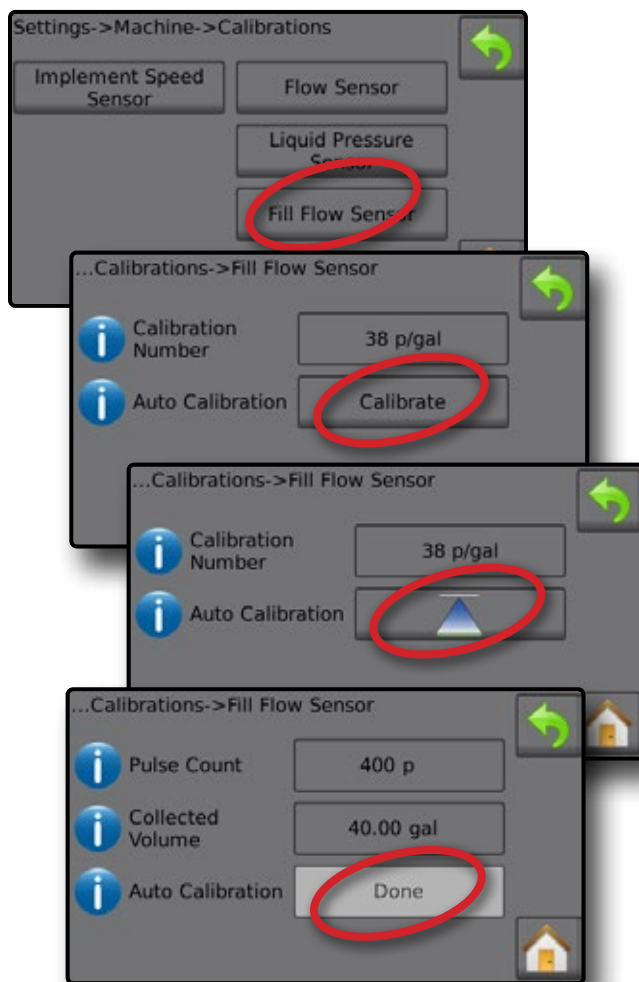 Settings->Machine->Calibrations
Implement Speed
Sensor
Flow Sensor
Liquid Pressure
Sensor
Fill Flow Sensor
...Calibrations->Fill Flow Sensor
Calibration
Number
38 p/gal
Auto Calibration
Calibrate
...Calibrations->Fill Flow Sensor
Calibration
Number
38 p/gal
Auto Calibration
...Calibrations->Fill Flow Sensor
Pulse Count
400 p
Collected
Volume
40.00 gal
Auto Calibration
Done